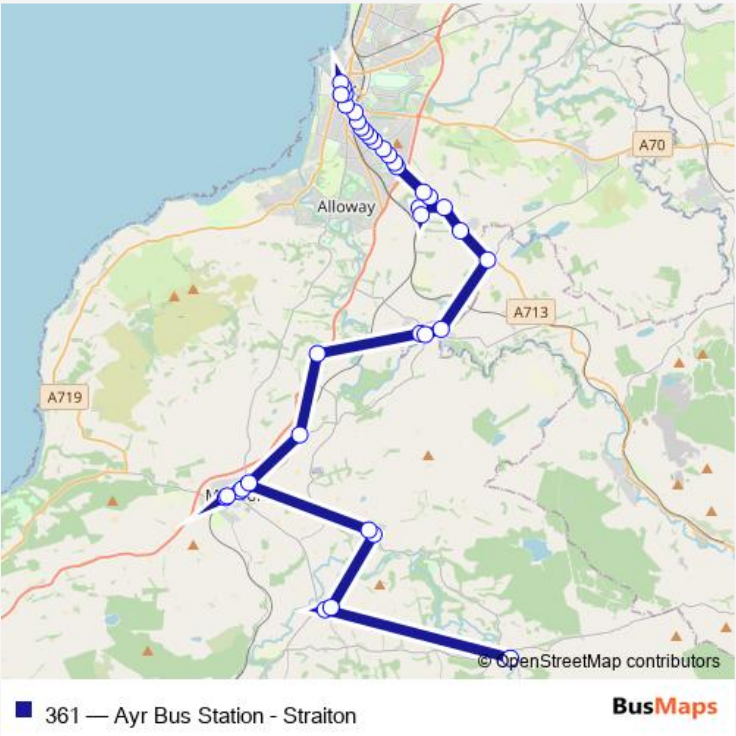 A70
Alloway
A713
A719
© OpenStreetMap contributors
361 — Ayr Bus Station - Straiton
BusMaps